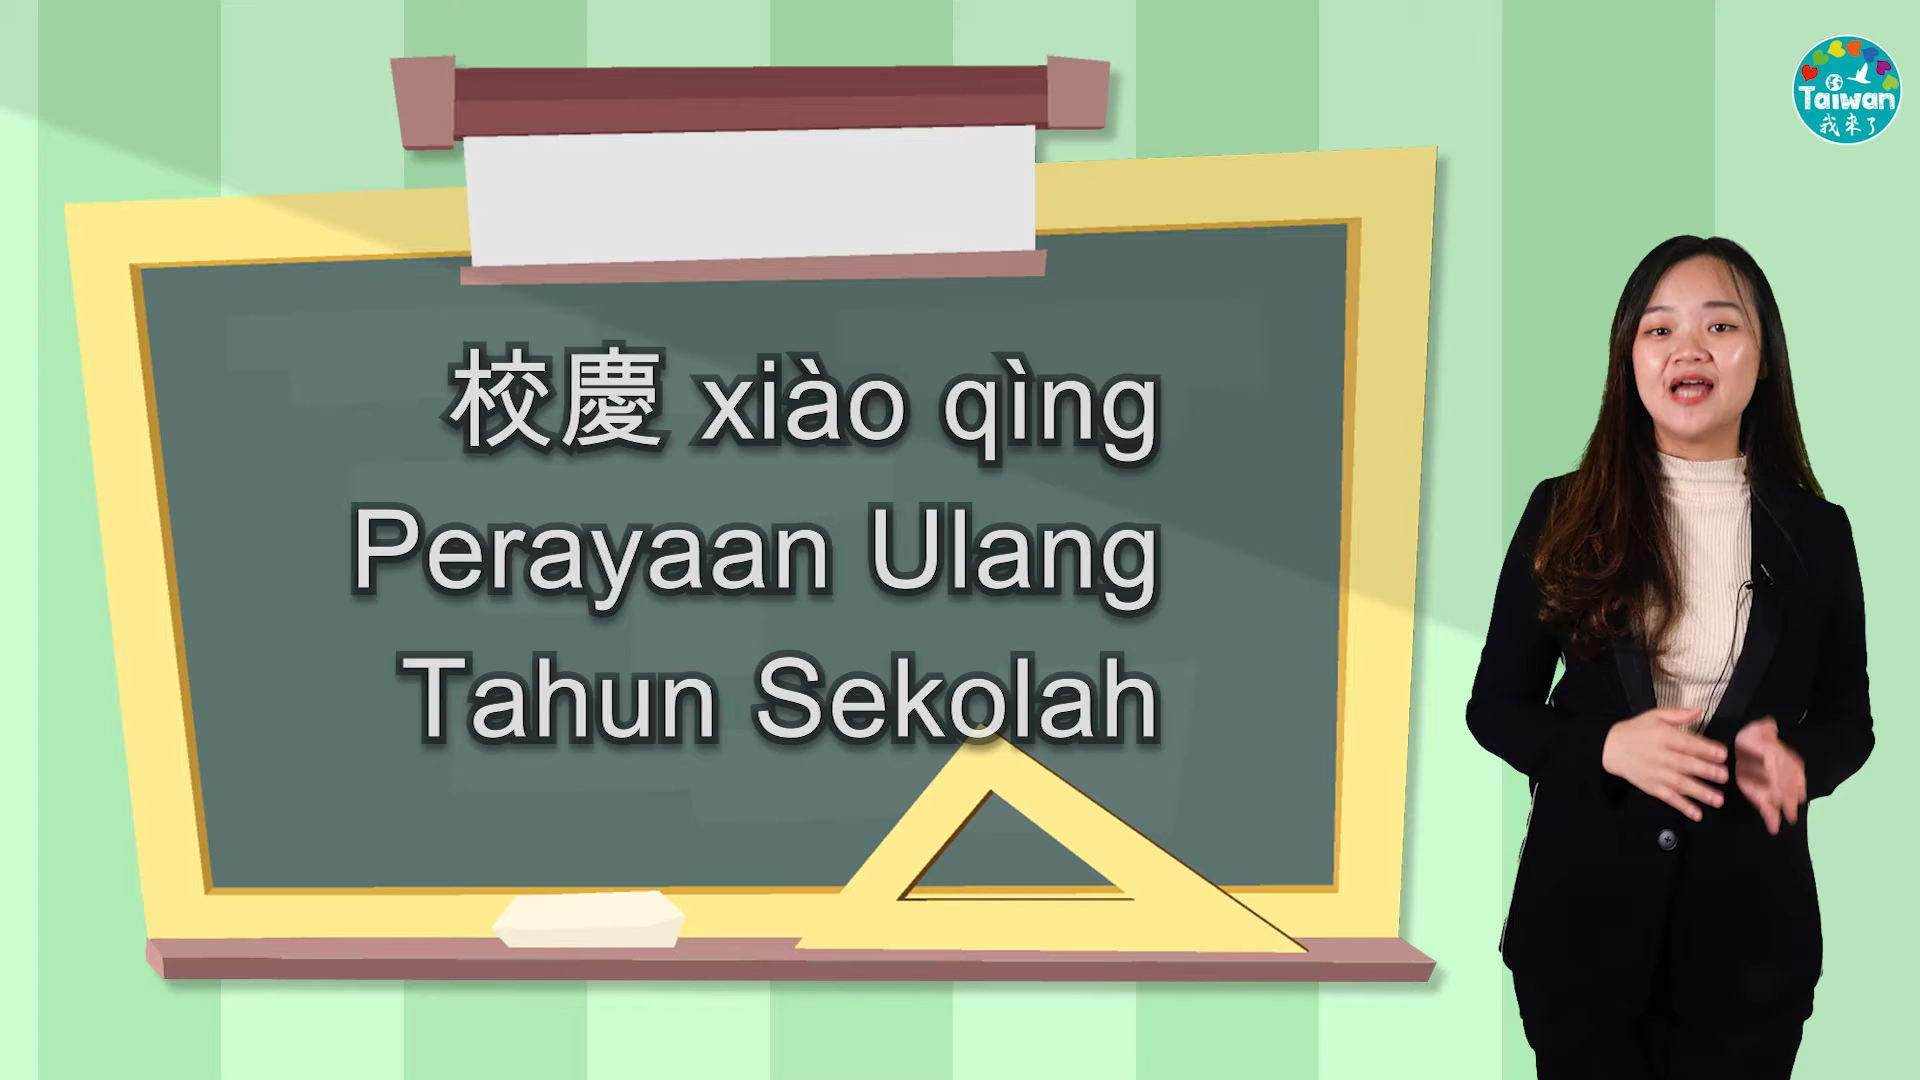 校慶 xiào qìng
Perayaan Ulang
Tahun Sekolah
Taiwan
我來了